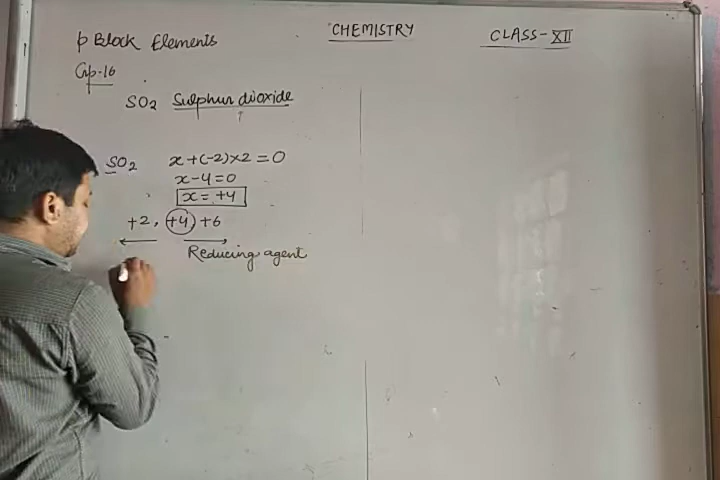 p Block Elements
CHEMISTRY
CLASS-XII
Gp.16
SO2 Sulphur dioxide
SO2 x+(-2)×2=0
x-4=0
x=+4
+2, +4, +6
Reducing agent